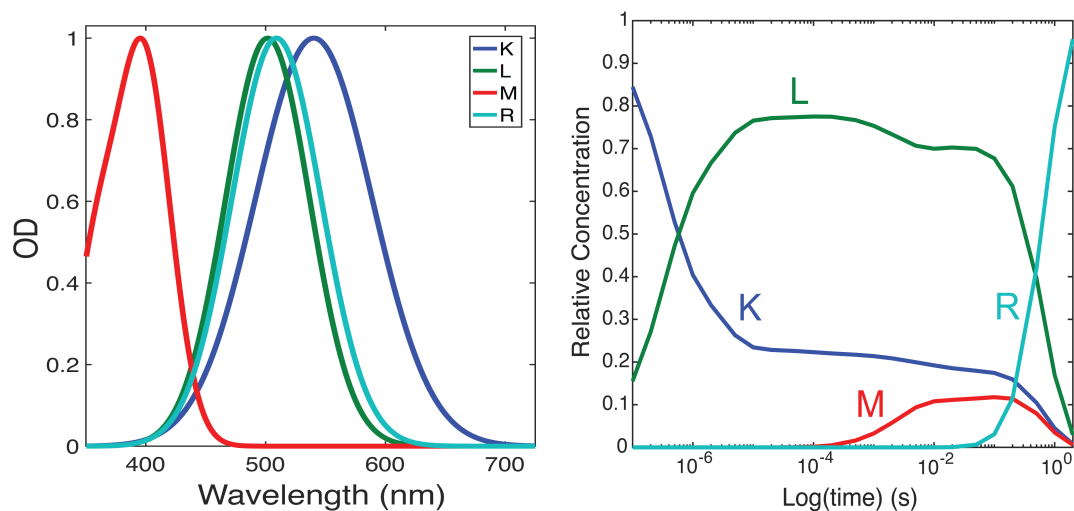 1
0.8
0.6
0.4
0.2
0
OD
400
500
600
700
Wavelength (nm)
K
L
M
R
1
0.9
0.8
0.7
0.6
0.5
0.4
0.3
0.2
0.1
0
Relative Concentration
L
K
M
R
10⁻⁶
10⁻⁴
10⁻²
10⁰
Log(time) (s)